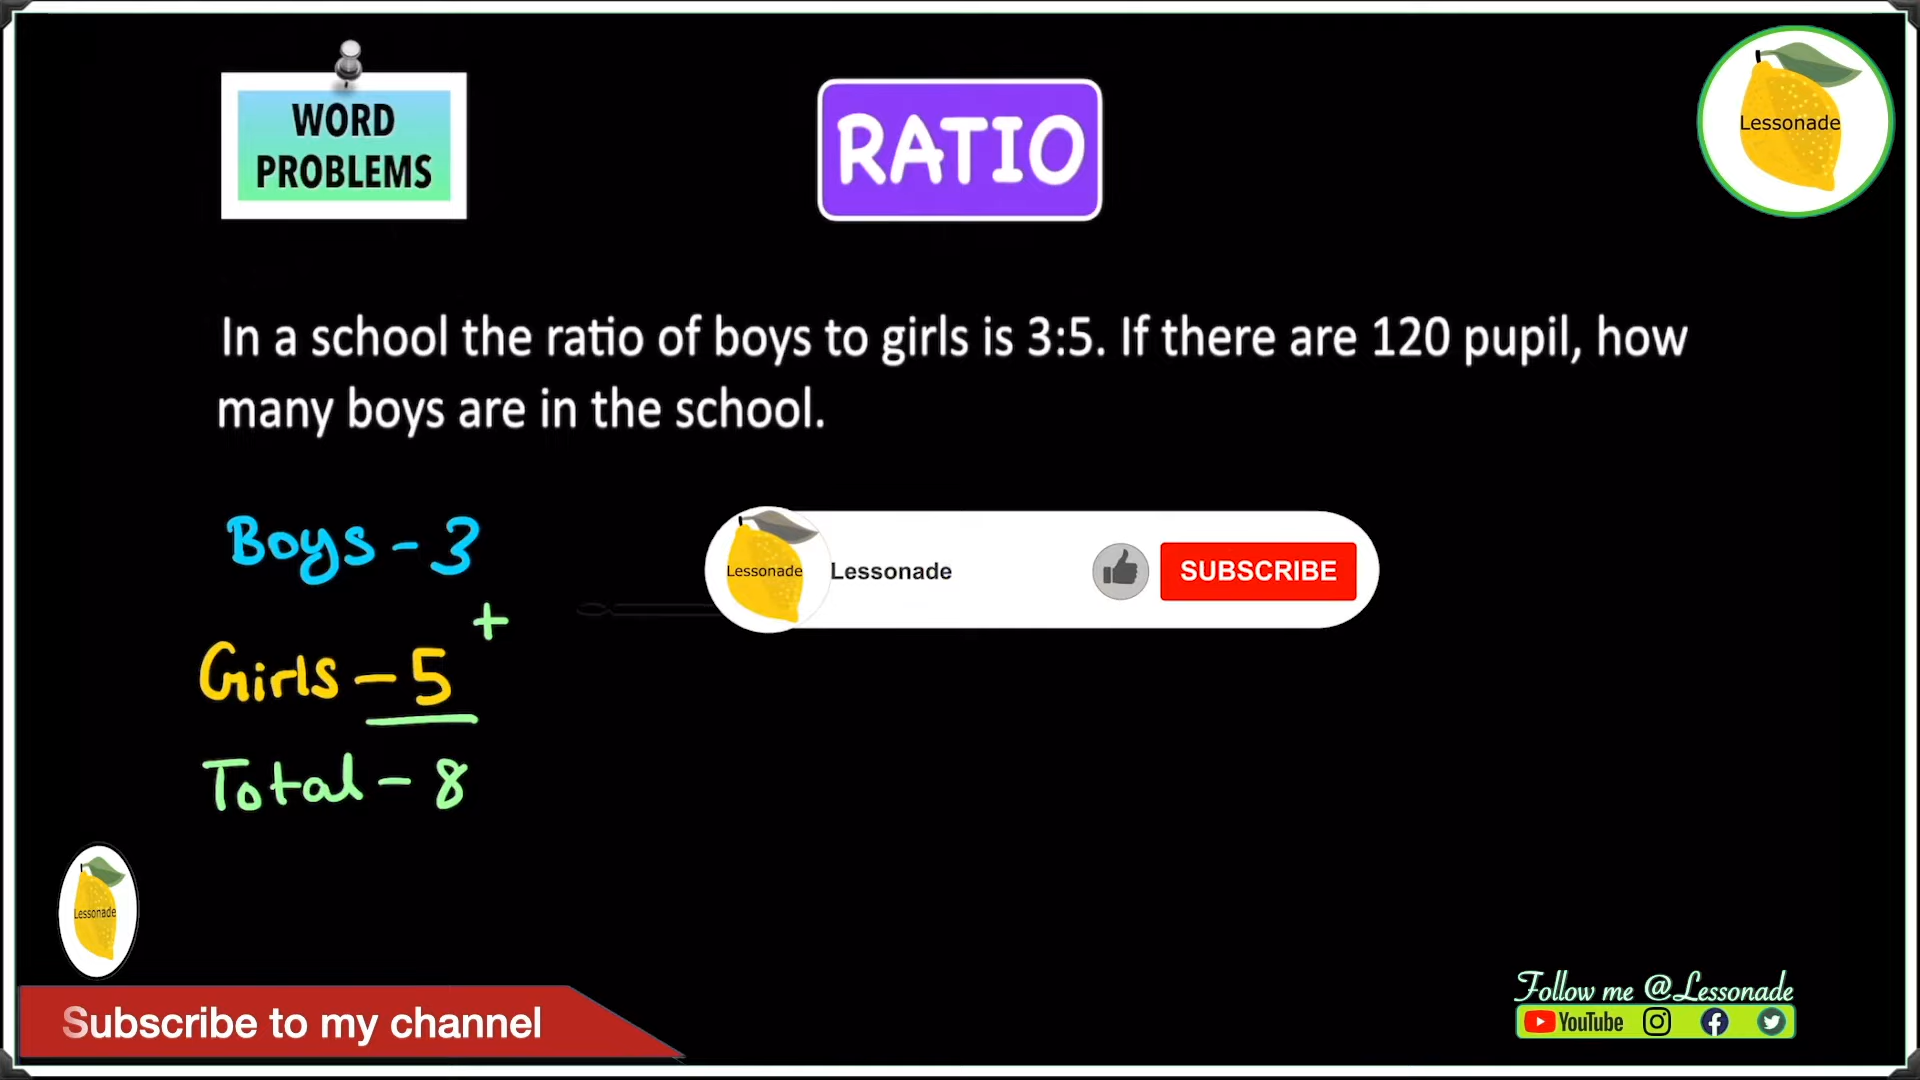 WORD
PROBLEMS
RATIO
Lessonade
In a school the ratio of boys to girls is 3:5. If there are 120 pupil, how
many boys are in the school.
Boys - 3
+
Girls - 5
Total - 8
Lessonade
Lessonade
SUBSCRIBE
Lessonade
Subscribe to my channel
Follow me @Lessonade
YouTube